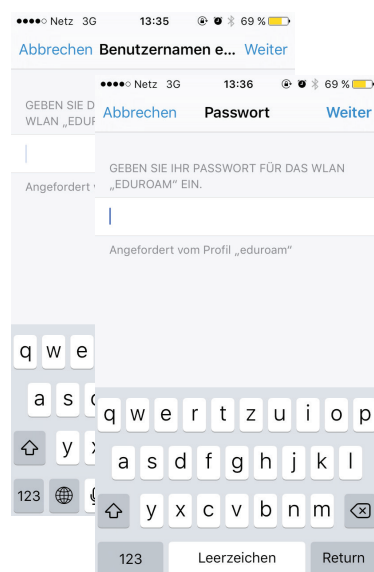 Netz 3G 13:35 69 %
Abbrechen Benutzernamen e... Weiter
GEBEN SIE D
WLAN „EDUR
Angefordert
q w e
a s
y
123
Netz 3G 13:36 69 %
Abbrechen Passwort Weiter
GEBEN SIE IHR PASSWORT FÜR DAS WLAN
„EDUROAM“ EIN.
Angefordert vom Profil „eduroam“
q w e r t z u i o p
a s d f g h j k l
y x c v b n m
123 Leerzeichen Return